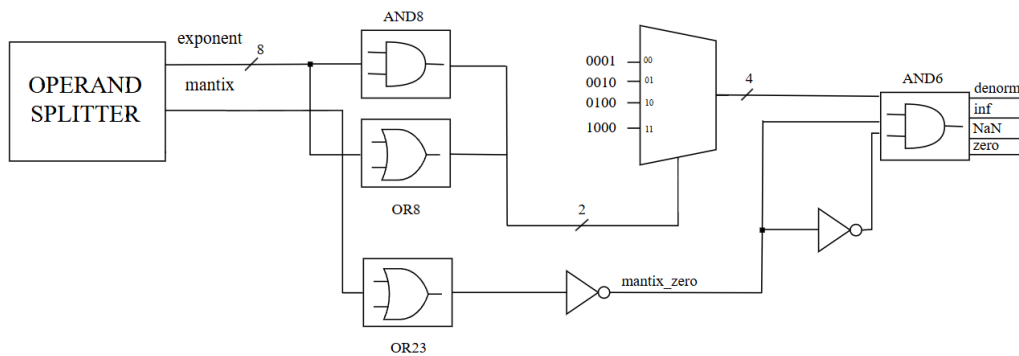 AND8
exponent
8
mantix
OPERAND
SPLITTER
OR8
0001
00
0010
01
0100
10
1000
11
4
AND6
denorm
inf
NaN
zero
2
mantix_zero
OR23